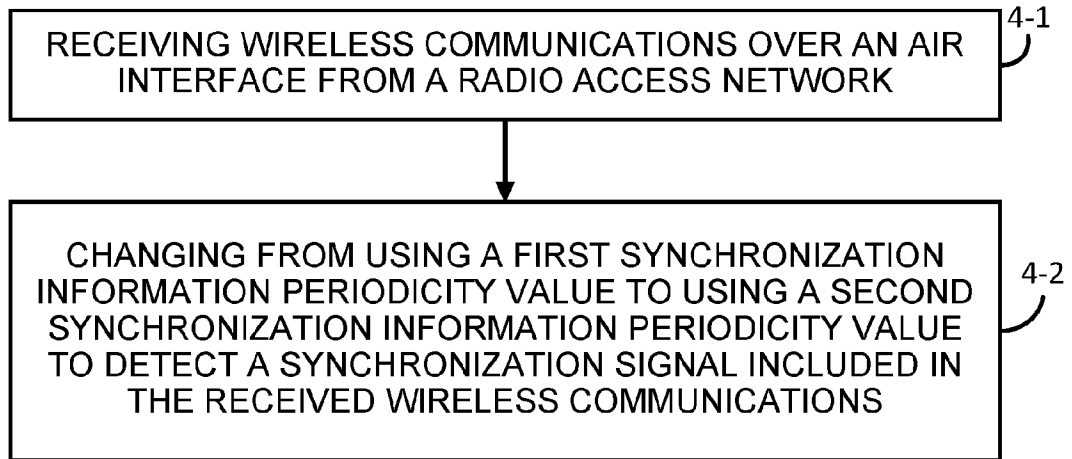 RECEIVING WIRELESS COMMUNICATIONS OVER AN AIR
INTERFACE FROM A RADIO ACCESS NETWORK
4-1
CHANGING FROM USING A FIRST SYNCHRONIZATION
INFORMATION PERIODICITY VALUE TO USING A SECOND
SYNCHRONIZATION INFORMATION PERIODICITY VALUE
TO DETECT A SYNCHRONIZATION SIGNAL INCLUDED IN
THE RECEIVED WIRELESS COMMUNICATIONS
4-2